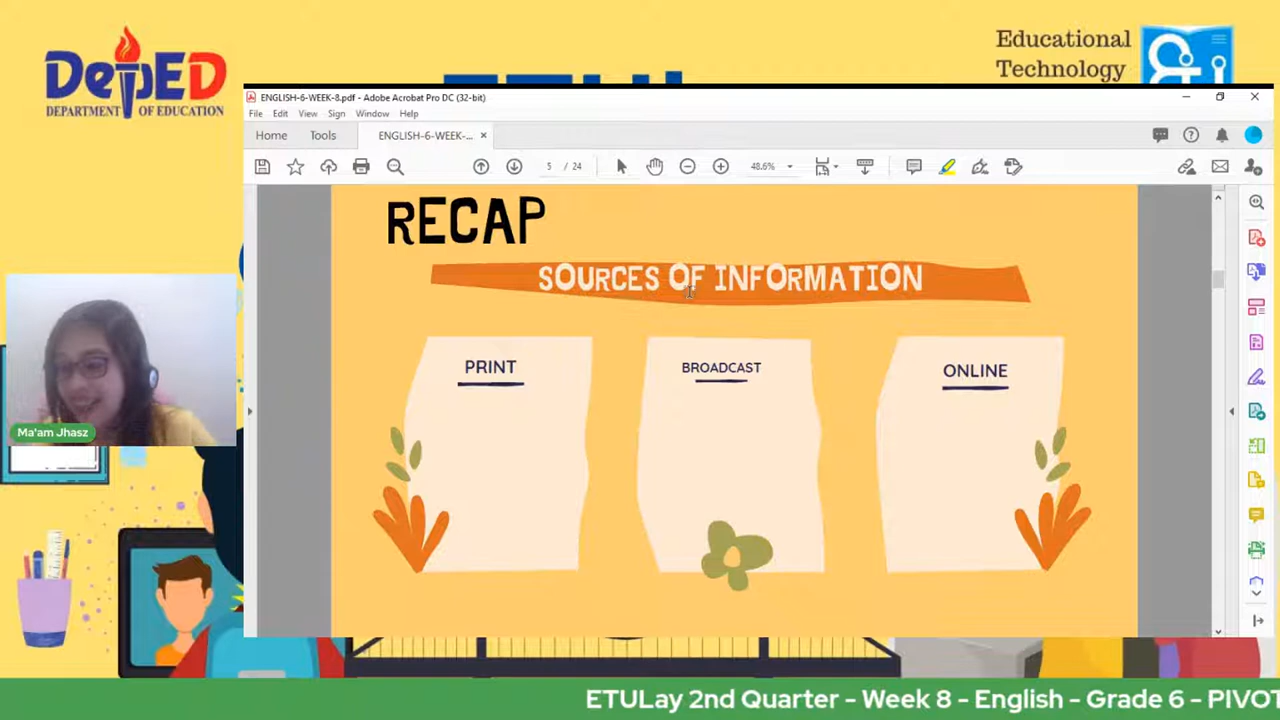 DepED
DEPARTMENT OF EDUCATION
Educational
Technology
ENGLISH-6-WEEK-8.pdf - Adobe Acrobat Pro DC (32-bit)
File Edit View Sign Window Help
Home Tools ENGLISH-6-WEEK-... ×
5 / 24 48.6%
RECAP
SOURCES OF INFORMATION
PRINT
BROADCAST
ONLINE
Ma'am Jhasz
ETULay 2nd Quarter - Week 8 - English - Grade 6 - PIVOT